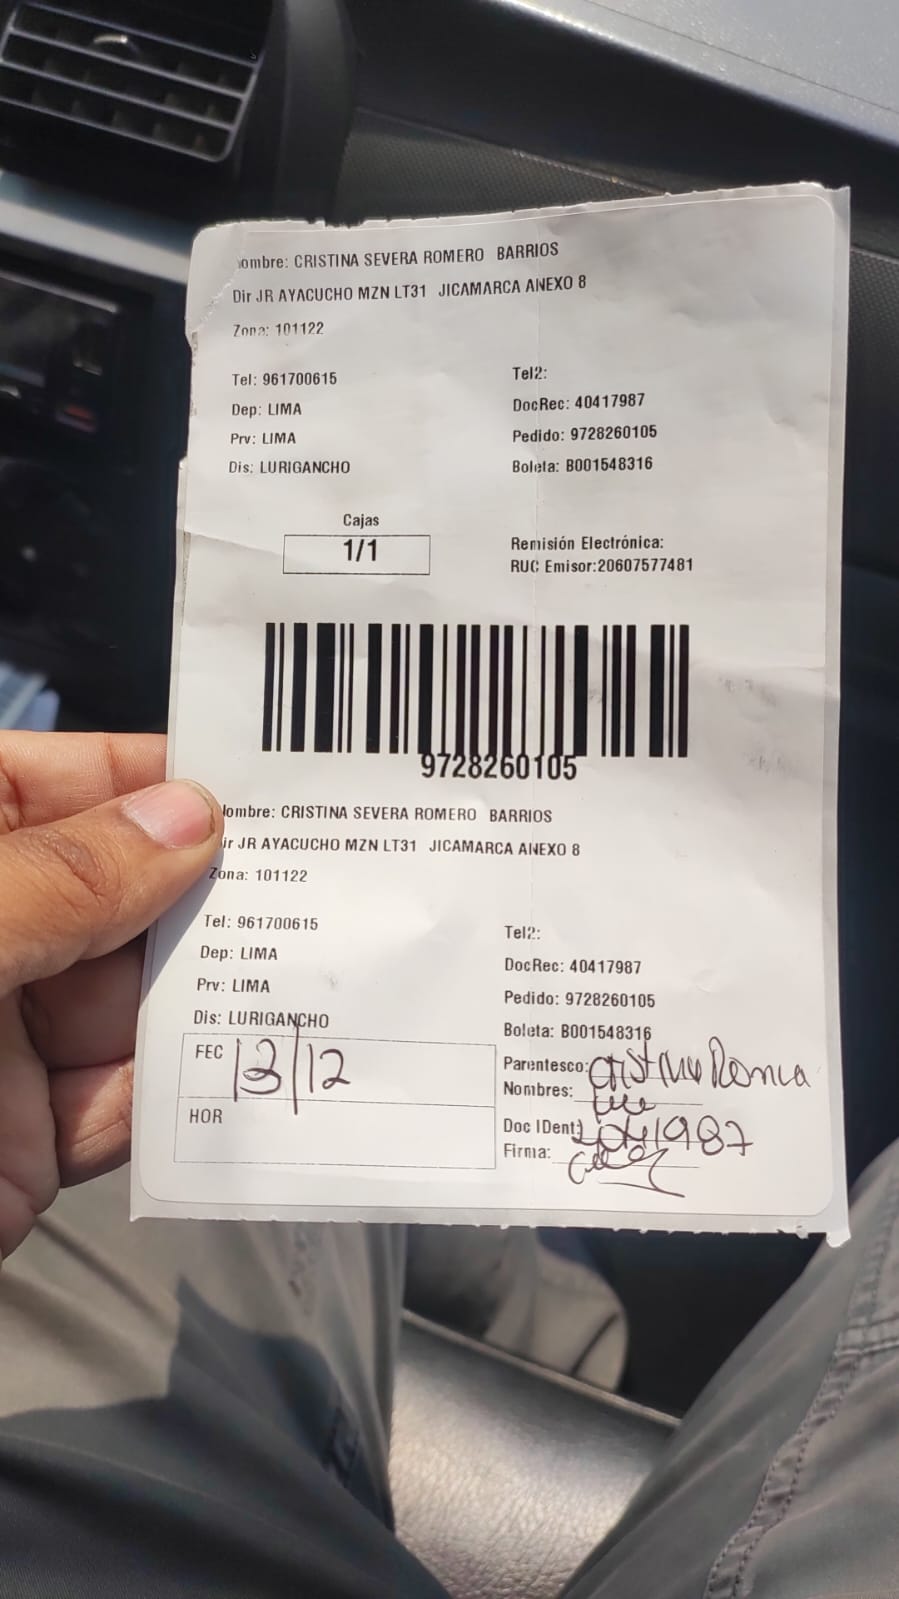 ombre: CRISTINA SEVERA ROMERO BARRIOS
Dir JR AYACUCHO MZN LT31 JICAMARCA ANEXO 8
Zona: 101122
Tel: 961700615
Tel2:
Dep: LIMA
DocRec: 40417987
Prv: LIMA
Pedido: 9728260105
Dis: LURIGANCHO
Boleta: B001548316
Cajas
1/1
Remisión Electrónica:
RUC Emisor:20607577481
9728260105
ombre: CRISTINA SEVERA ROMERO BARRIOS
ir JR AYACUCHO MZN LT31 JICAMARCA ANEXO 8
Zona: 101122
Tel: 961700615
Tel2:
Dep: LIMA
DocRec: 40417987
Prv: LIMA
Pedido: 9728260105
Dis: LURIGANCHO
Boleta: B001548316
FEC 13/12
Parentesco:
Nombres:
HOR
Doc IDent:
Firma: